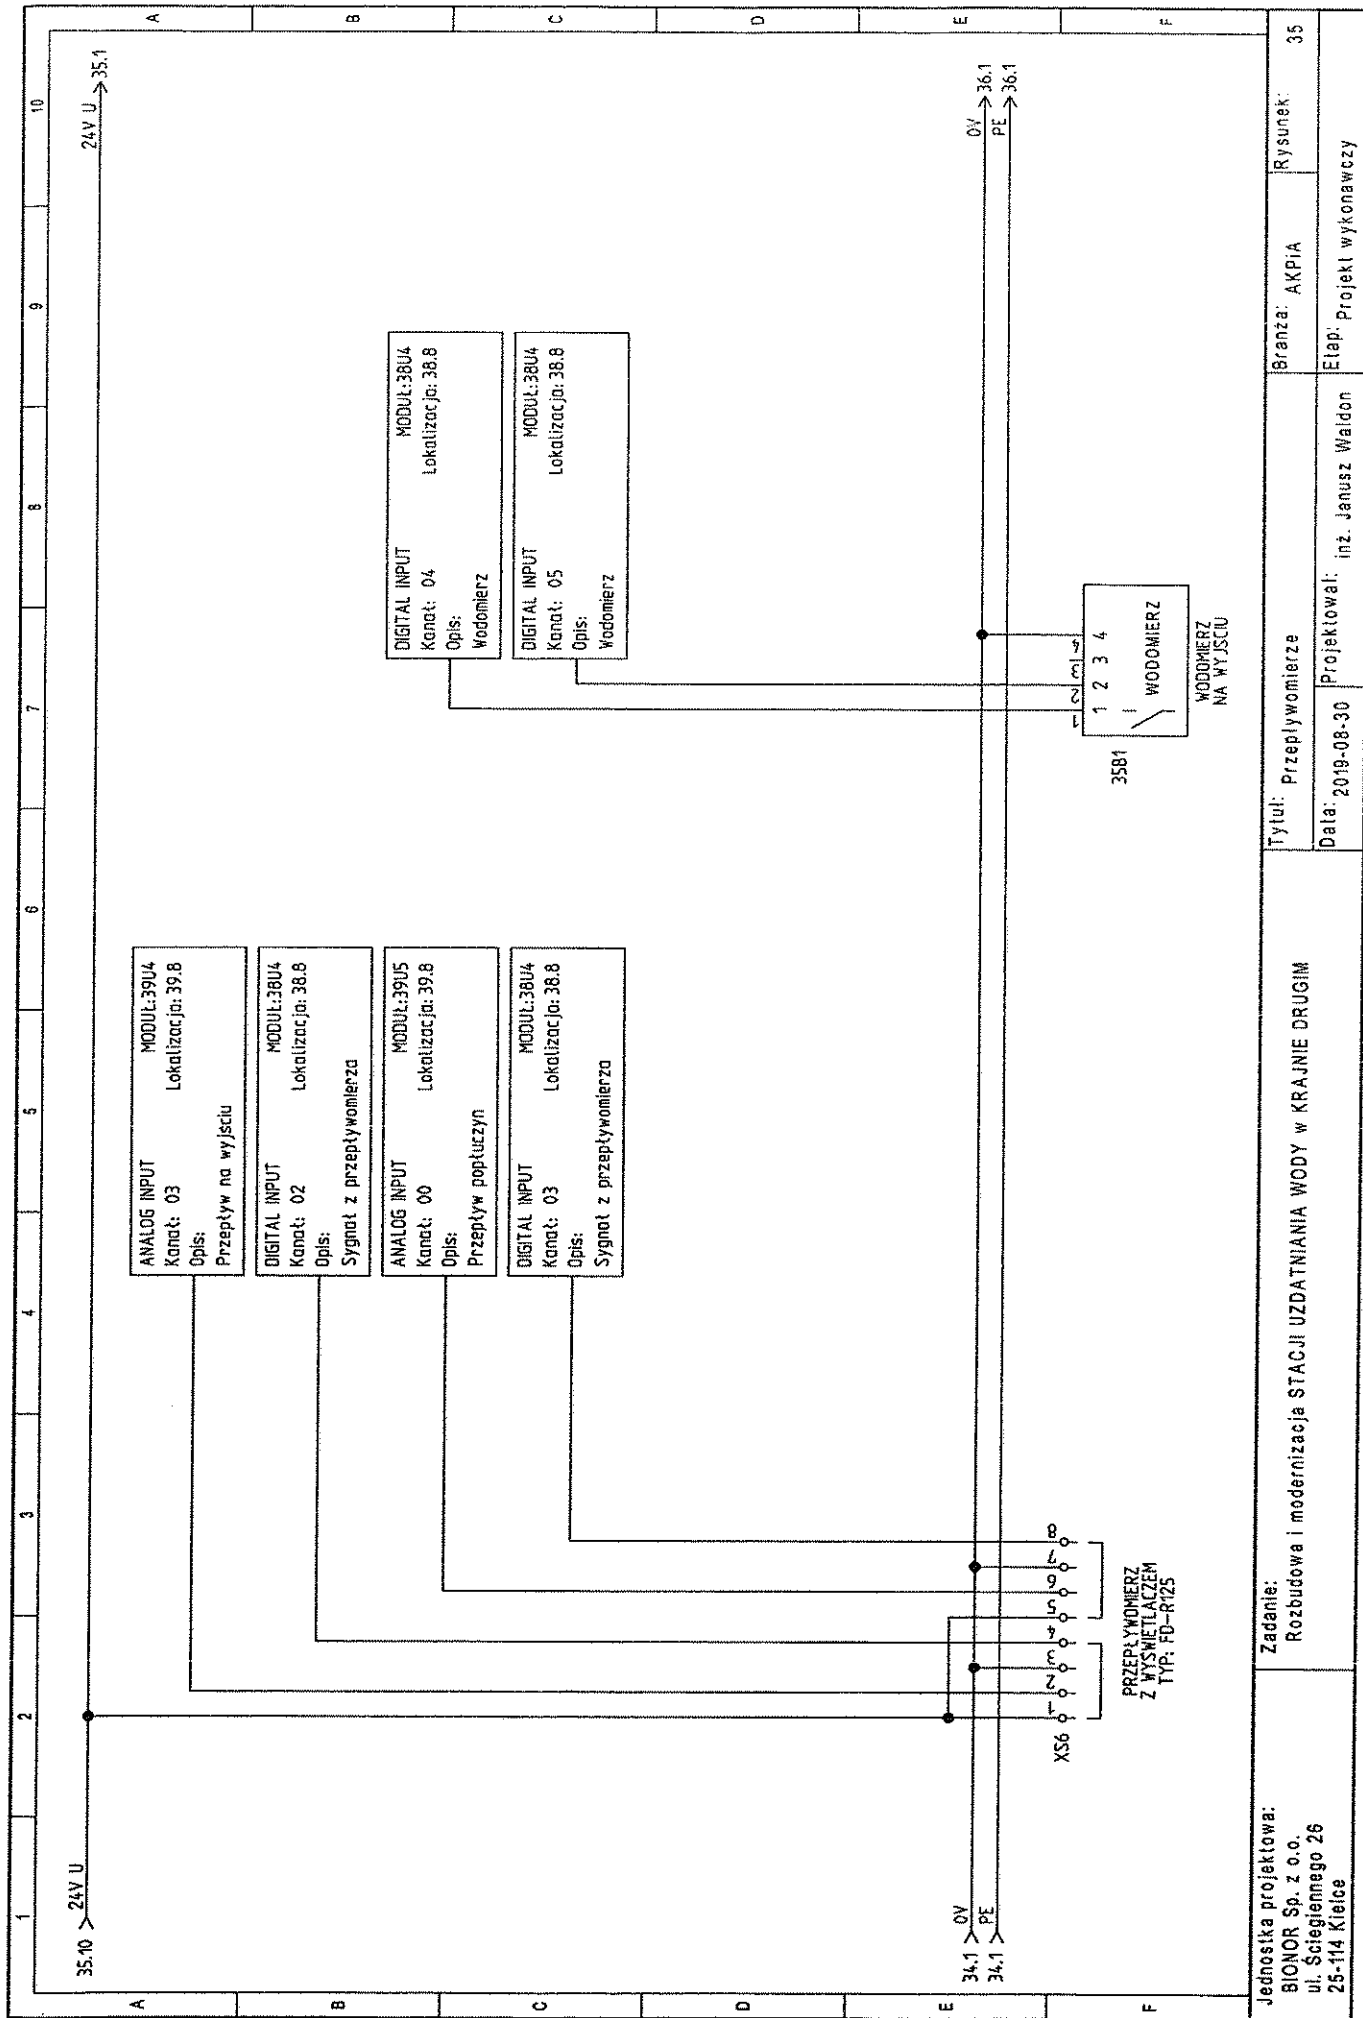 1 2 3 4 5 6 7 8 9 10
A A
B B
C C
D D
E E
F F
35.10 24V U
24V U 35.1
ANALOG INPUT MODUŁ:39U4
Kanał: 03 Lokalizacja: 39.8
Opis:
Przepływ na wyjściu
DIGITAL INPUT MODUŁ:38U4
Kanał: 02 Lokalizacja: 38.8
Opis:
Sygnał z przepływomierza
ANALOG INPUT MODUŁ:39U5
Kanał: 00 Lokalizacja: 39.8
Opis:
Przepływ popłuczyn
DIGITAL INPUT MODUŁ:38U4
Kanał: 03 Lokalizacja: 38.8
Opis:
Sygnał z przepływomierza
DIGITAL INPUT MODUŁ:38U4
Kanał: 04 Lokalizacja: 38.8
Opis:
Wodomierz
DIGITAL INPUT MODUŁ:38U4
Kanał: 05 Lokalizacja: 38.8
Opis:
Wodomierz
34.1 0V
34.1 PE
0V 36.1
PE 36.1
XS6
1 2 3 4 5 6 7 8
PRZEPŁYWOMIERZ
Z WYŚWIETLACZEM
TYP: FD-R125
35B1
1 2 3 4
1 2 3 4
WODOMIERZ
WODOMIERZ
NA WYJŚCIU
Jednostka projektowa:
BIONOR Sp. z o.o.
ul. Ściegiennego 26
25-114 Kielce
Zadanie:
Rozbudowa i modernizacja STACJI UZDATNIANIA WODY w KRAJNIE DRUGIM
Tytuł: Przepływomierze
Branża: AKPiA
Rysunek: 35
Data: 2019-08-30
Projektował: inż. Janusz Waldon
Etap: Projekt wykonawczy